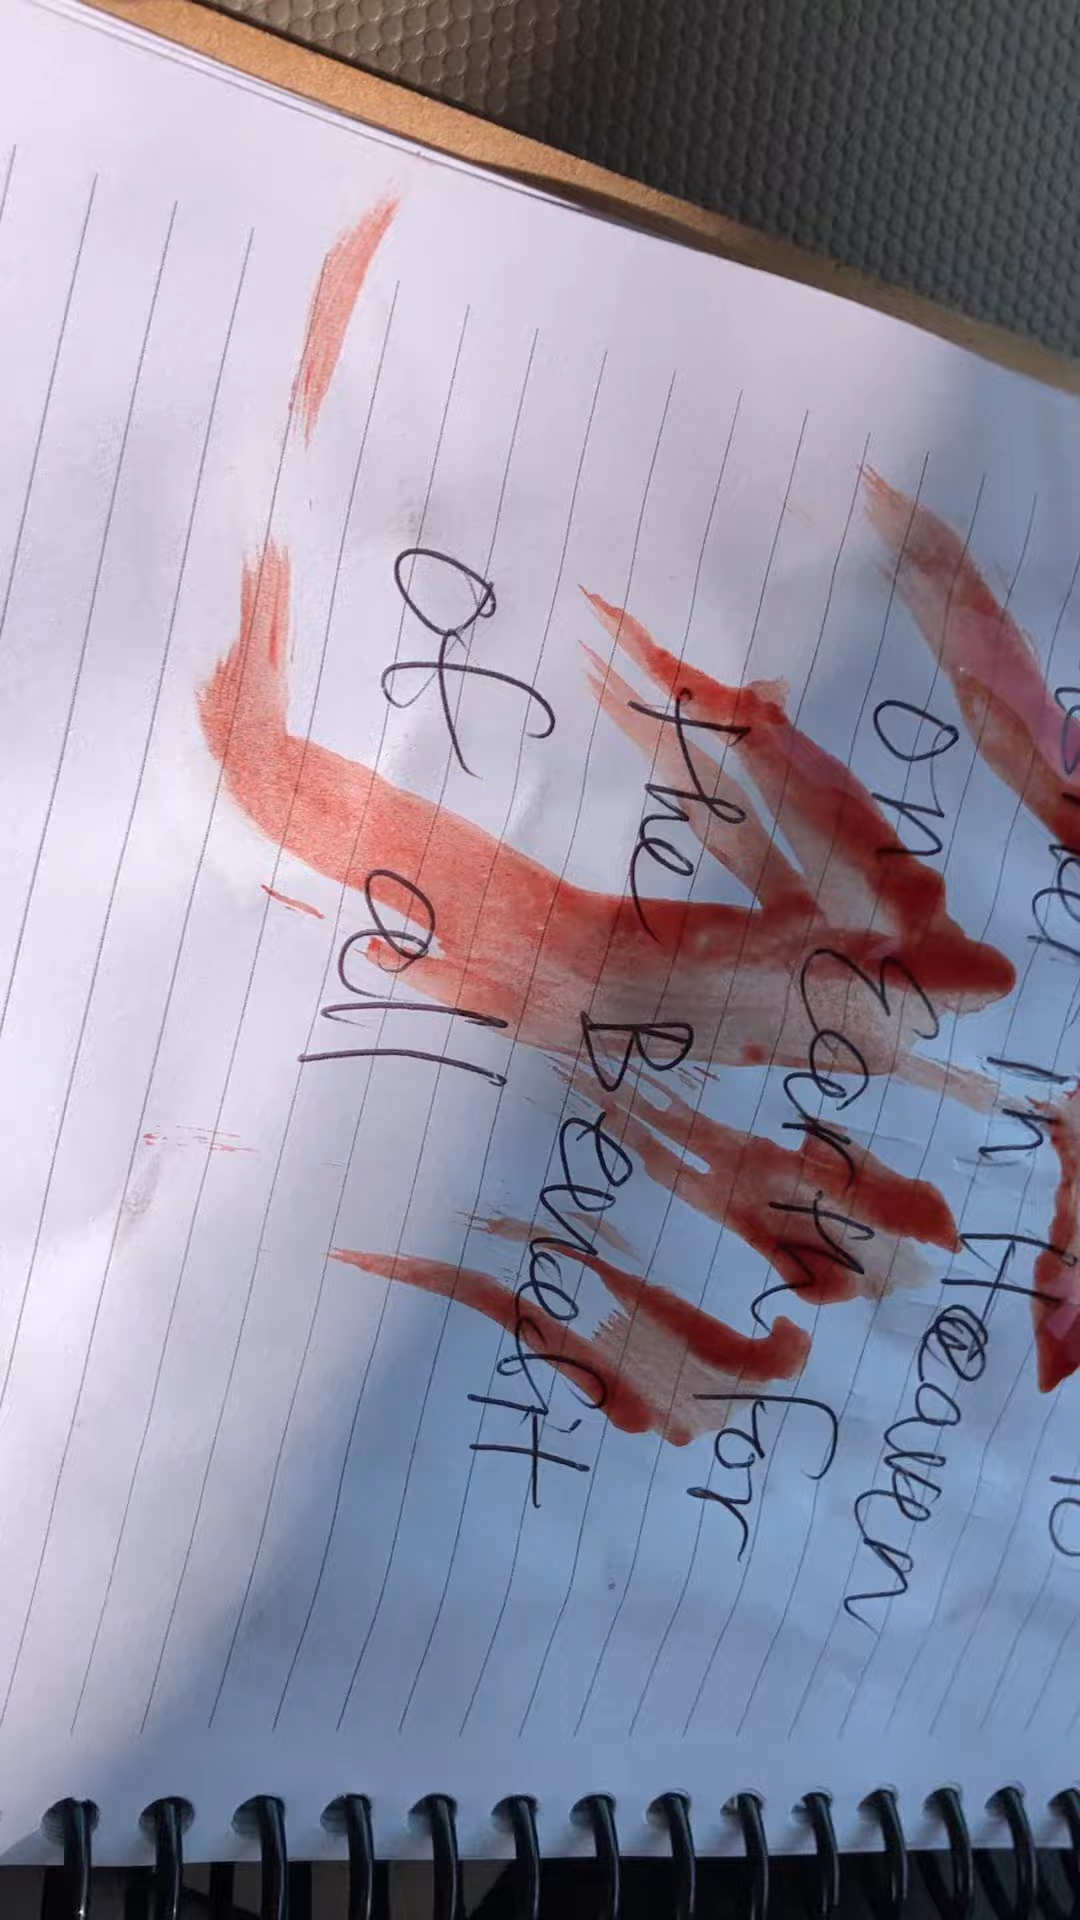 in Heaven
on Earth for
the Benefit
of all